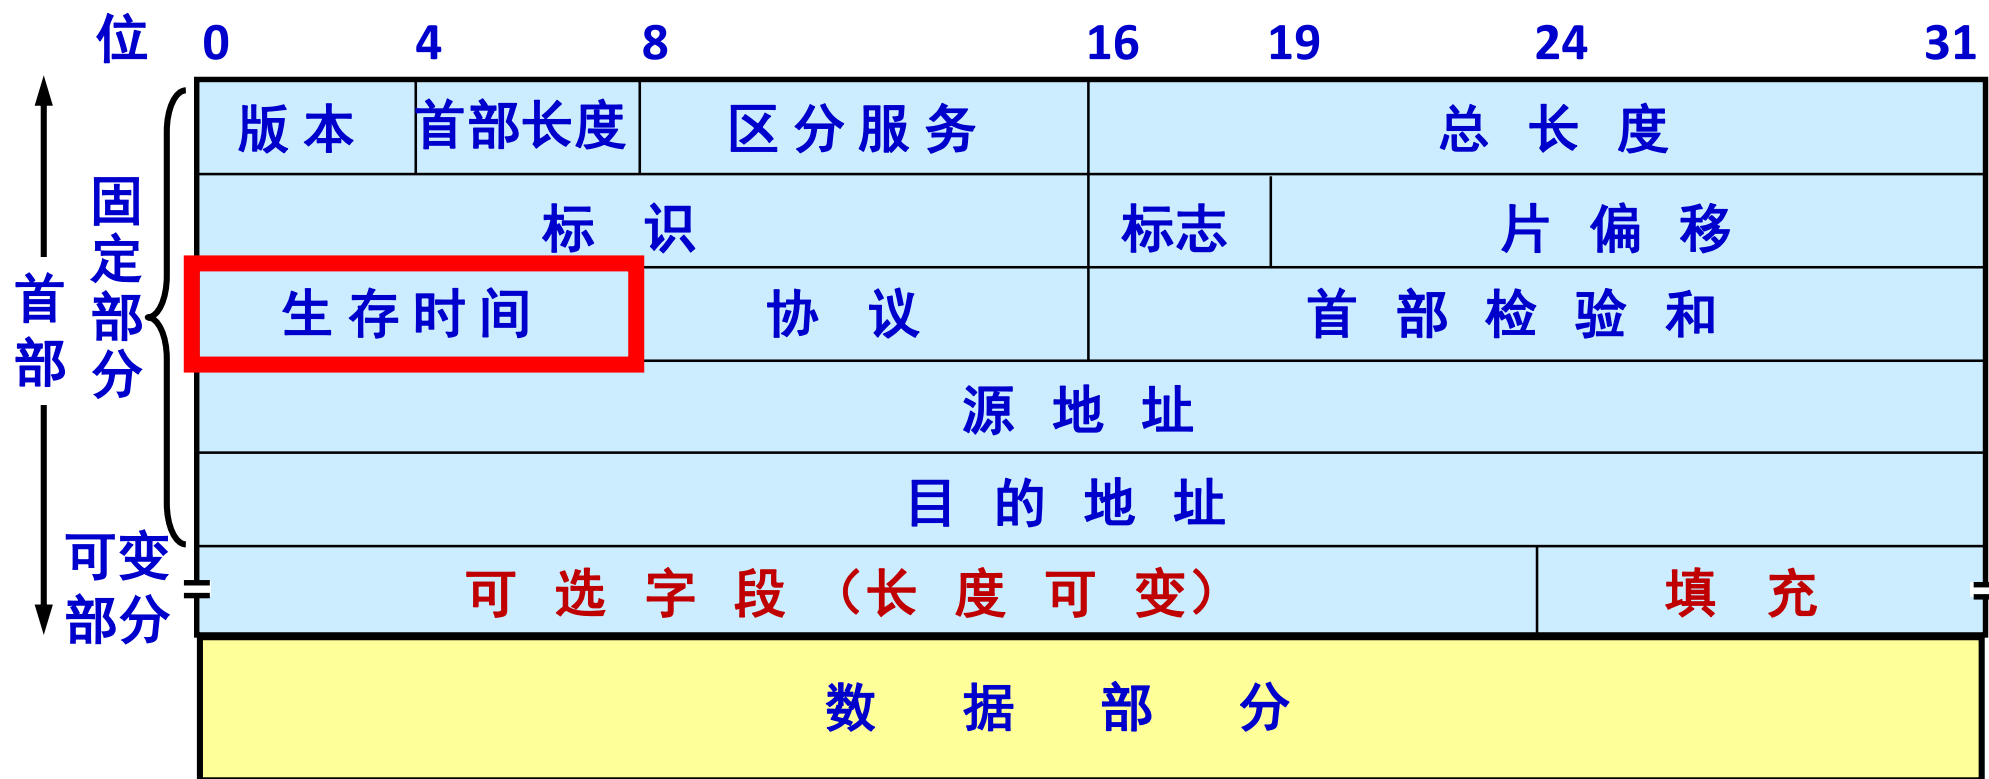 位 0 4 8 16 19 24 31
版 本 首部长度 区 分 服 务 总 长 度
标 识 标志 片 偏 移
生 存 时 间 协 议 首 部 检 验 和
源 地 址
目 的 地 址
可 选 字 段 （长 度 可 变） 填 充
数 据 部 分
首部
固定部分
可变
部分